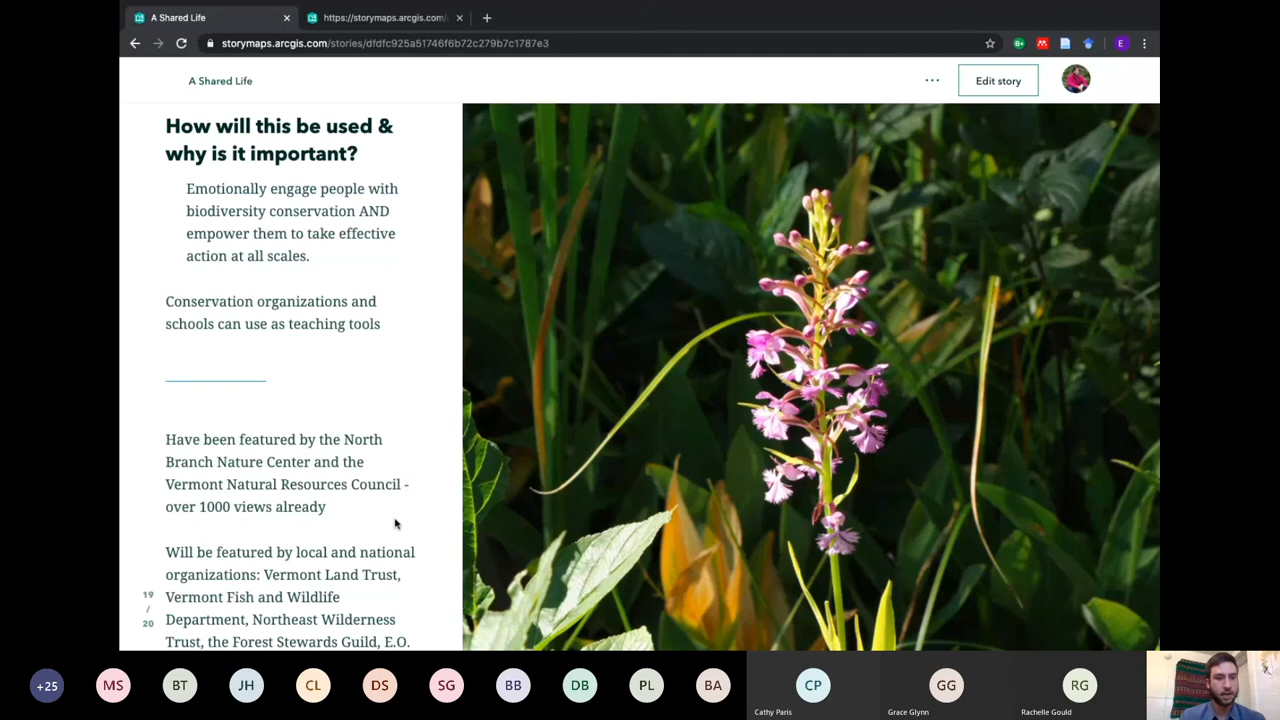 A Shared Life
https://storymaps.arcgis.com/
storymaps.arcgis.com/stories/dfdfc925a51746f6b72c279b7c1787e3
B+
E
A Shared Life
Edit story
How will this be used &
why is it important?
Emotionally engage people with
biodiversity conservation AND
empower them to take effective
action at all scales.
Conservation organizations and
schools can use as teaching tools
Have been featured by the North
Branch Nature Center and the
Vermont Natural Resources Council -
over 1000 views already
Will be featured by local and national
organizations: Vermont Land Trust,
Vermont Fish and Wildlife
Department, Northeast Wilderness
Trust, the Forest Stewards Guild, E.O.
19
/
20
+25
MS
BT
JH
CL
DS
SG
BB
DB
PL
BA
CP
GG
RG
Cathy Paris
Grace Glynn
Rachelle Gould